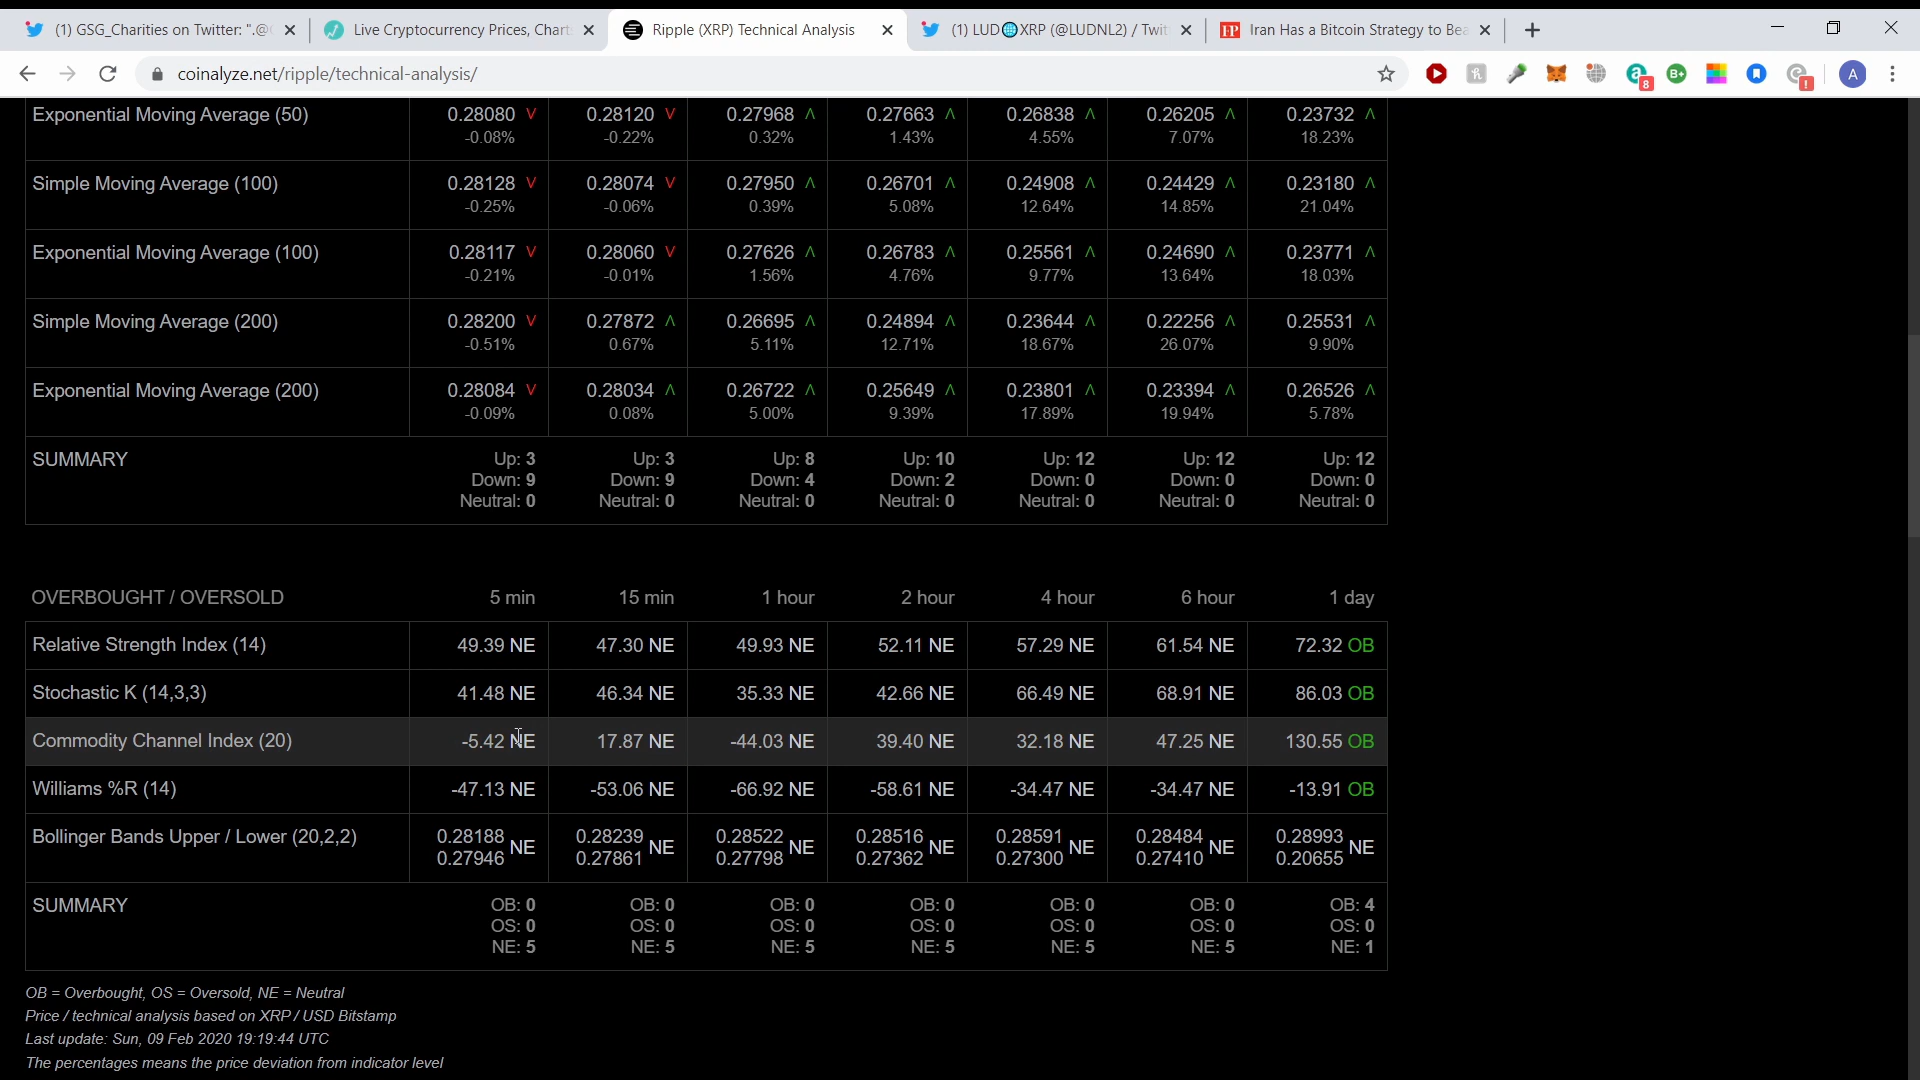 (1) GSG_Charities on Twitter: ".@
Live Cryptocurrency Prices, Chart
Ripple (XRP) Technical Analysis
(1) LUD🌐XRP (@LUDNL2) / Twit
FP Iran Has a Bitcoin Strategy to Bea
coinalyze.net/ripple/technical-analysis/
8 B+ ! A
Exponential Moving Average (50) 0.28080 V 0.28120 V 0.27968 Λ 0.27663 Λ 0.26838 Λ 0.26205 Λ 0.23732 Λ
-0.08% -0.22% 0.32% 1.43% 4.55% 7.07% 18.23%
Simple Moving Average (100) 0.28128 V 0.28074 V 0.27950 Λ 0.26701 Λ 0.24908 Λ 0.24429 Λ 0.23180 Λ
-0.25% -0.06% 0.39% 5.08% 12.64% 14.85% 21.04%
Exponential Moving Average (100) 0.28117 V 0.28060 V 0.27626 Λ 0.26783 Λ 0.25561 Λ 0.24690 Λ 0.23771 Λ
-0.21% -0.01% 1.56% 4.76% 9.77% 13.64% 18.03%
Simple Moving Average (200) 0.28200 V 0.27872 Λ 0.26695 Λ 0.24894 Λ 0.23644 Λ 0.22256 Λ 0.25531 Λ
-0.51% 0.67% 5.11% 12.71% 18.67% 26.07% 9.90%
Exponential Moving Average (200) 0.28084 V 0.28034 Λ 0.26722 Λ 0.25649 Λ 0.23801 Λ 0.23394 Λ 0.26526 Λ
-0.09% 0.08% 5.00% 9.39% 17.89% 19.94% 5.78%
SUMMARY Up: 3 Up: 3 Up: 8 Up: 10 Up: 12 Up: 12 Up: 12
Down: 9 Down: 9 Down: 4 Down: 2 Down: 0 Down: 0 Down: 0
Neutral: 0 Neutral: 0 Neutral: 0 Neutral: 0 Neutral: 0 Neutral: 0 Neutral: 0
OVERBOUGHT / OVERSOLD 5 min 15 min 1 hour 2 hour 4 hour 6 hour 1 day
Relative Strength Index (14) 49.39 NE 47.30 NE 49.93 NE 52.11 NE 57.29 NE 61.54 NE 72.32 OB
Stochastic K (14,3,3) 41.48 NE 46.34 NE 35.33 NE 42.66 NE 66.49 NE 68.91 NE 86.03 OB
Commodity Channel Index (20) -5.42 NE 17.87 NE -44.03 NE 39.40 NE 32.18 NE 47.25 NE 130.55 OB
Williams %R (14) -47.13 NE -53.06 NE -66.92 NE -58.61 NE -34.47 NE -34.47 NE -13.91 OB
Bollinger Bands Upper / Lower (20,2,2) 0.28188 NE 0.28239 NE 0.28522 NE 0.28516 NE 0.28591 NE 0.28484 NE 0.28993 NE
0.27946 0.27861 0.27798 0.27362 0.27300 0.27410 0.20655
SUMMARY OB: 0 OB: 0 OB: 0 OB: 0 OB: 0 OB: 0 OB: 4
OS: 0 OS: 0 OS: 0 OS: 0 OS: 0 OS: 0 OS: 0
NE: 5 NE: 5 NE: 5 NE: 5 NE: 5 NE: 5 NE: 1
OB = Overbought, OS = Oversold, NE = Neutral
Price / technical analysis based on XRP / USD Bitstamp
Last update: Sun, 09 Feb 2020 19:19:44 UTC
The percentages means the price deviation from indicator level